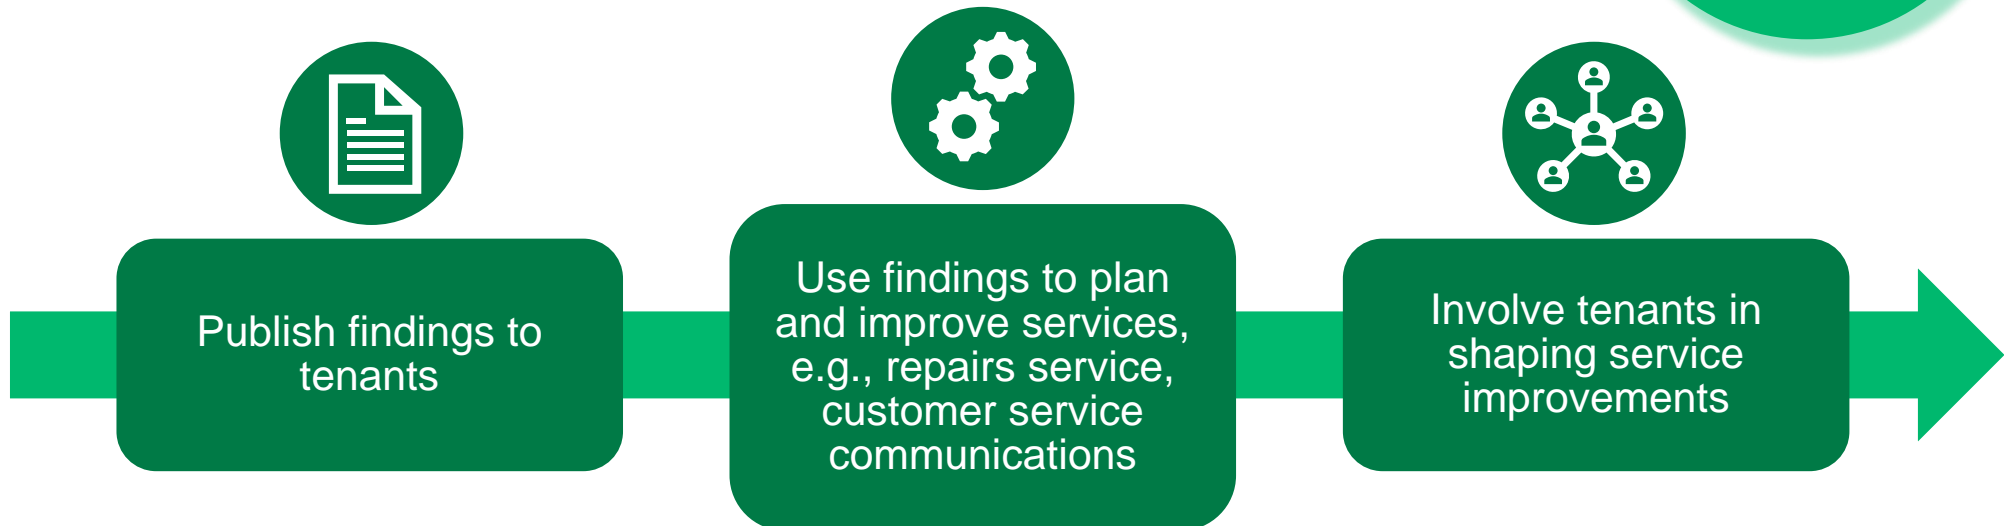 Publish findings to
tenants
Use findings to plan
and improve services,
e.g., repairs service,
customer service
communications
Involve tenants in
shaping service
improvements